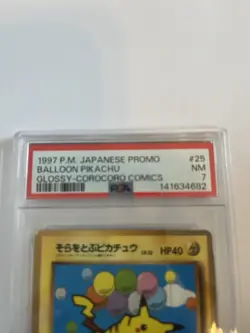 1997 P.M. JAPANESE PROMO #25
BALLOON PIKACHU NM
GLOSSY-COROCORO COMICS 7
PSA 141634682
そらをとぶピカチュウ HP40